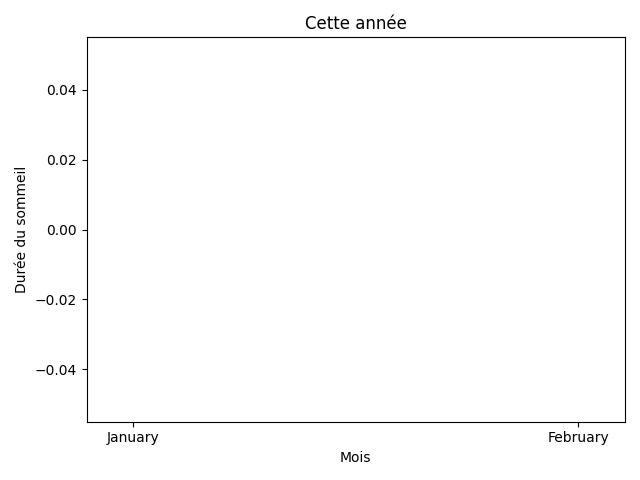 Cette année
0.04
0.02
0.00
−0.02
−0.04
Durée du sommeil
January
February
Mois